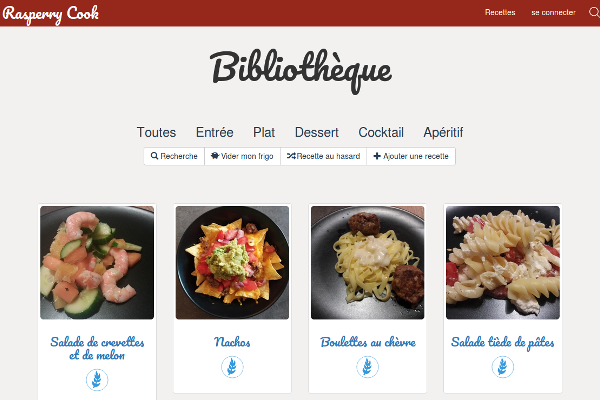 Rasperry Cook
Recettes se connecter
Bibliothèque
Toutes Entrée Plat Dessert Cocktail Apéritif
Recherche Vider mon frigo Recette au hasard Ajouter une recette
Salade de crevettes
et de melon
Nachos
Boulettes au chèvre
Salade tiède de pâtes